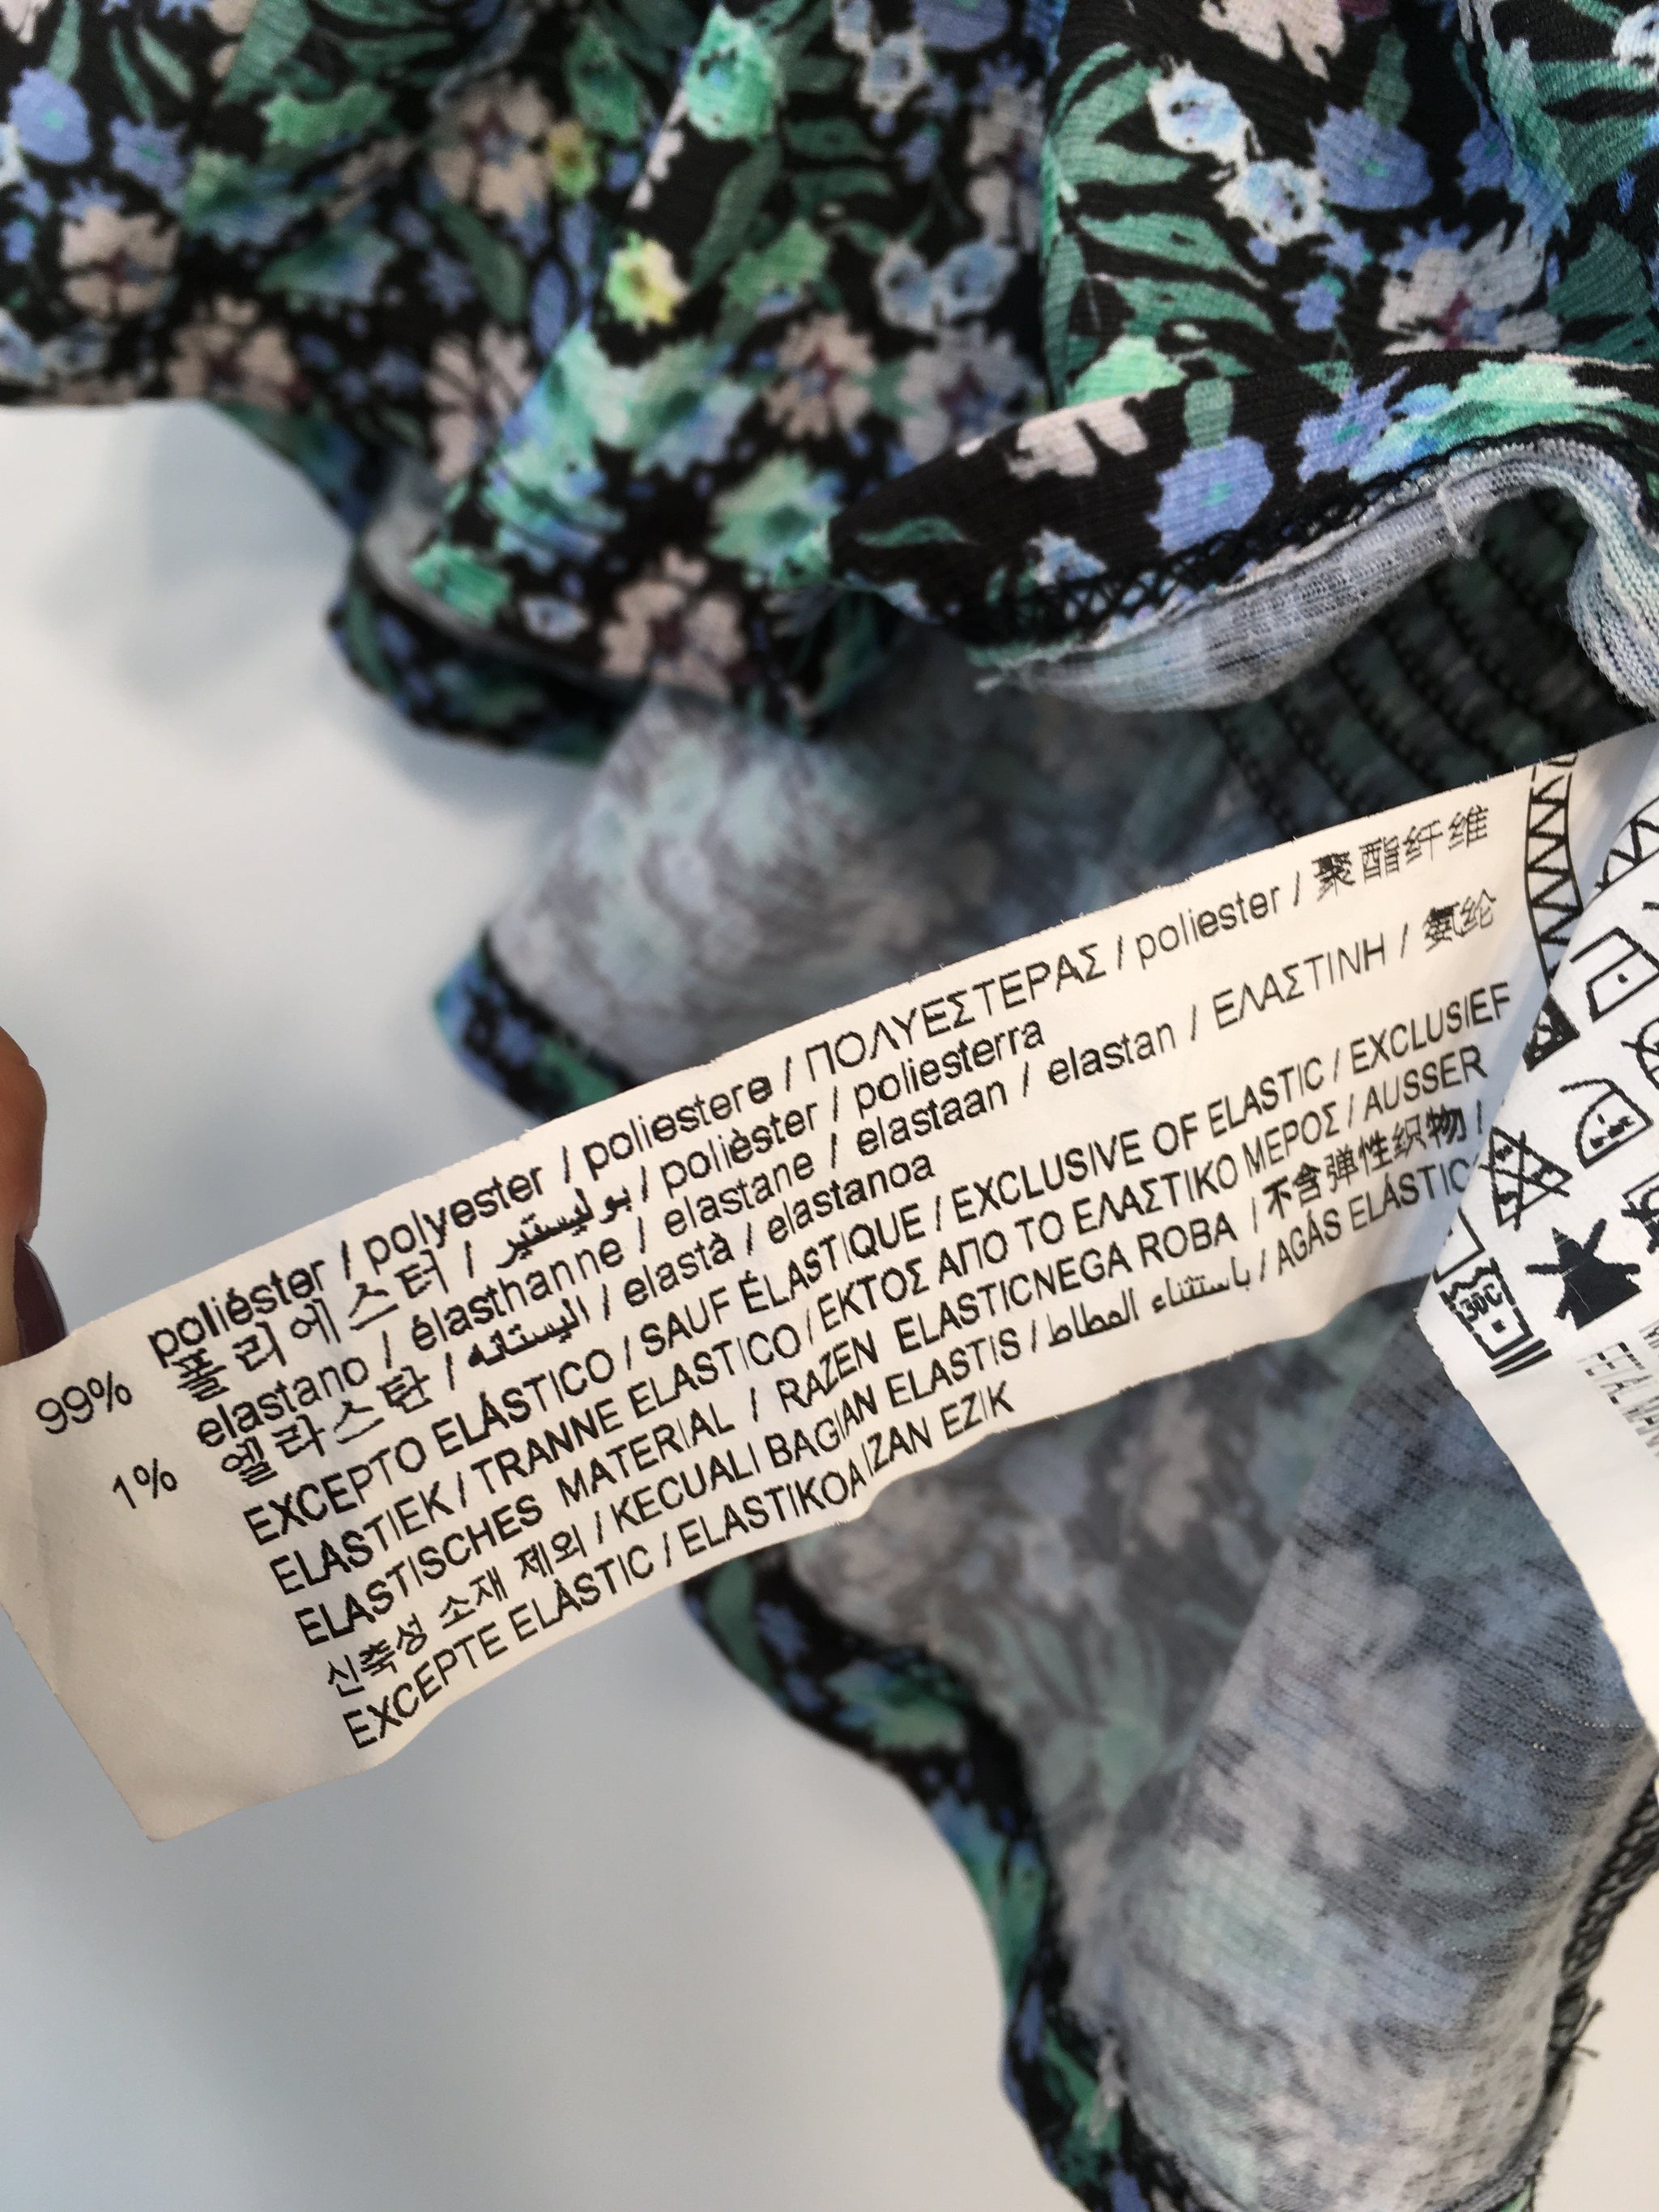 99% poliéster / polyester / poliestere / ΠΟΛΥΕΣΤΕΡΑΣ / poliester / 聚酯纤维
폴리에스터 / بوليستير / polièster / poliesterra
1% elastano / élasthanne / elastane / elastaan / elastan / ΕΛΑΣΤΙΝΗ / 氨纶
엘라스탄 / اليستانه / elastà / elastanoa
EXCEPTO ELÁSTICO / SAUF ÉLASTIQUE / EXCLUSIVE OF ELASTIC / EXCLUSIEF
ELASTIEK / TRANNE ELASTICO / ΕΚΤΟΣ ΑΠΟ ΤΟ ΕΛΑΣΤΙΚΟ ΜΕΡΟΣ / AUSSER
ELASTISCHES MATERIAL / RAZEN ELASTICNEGA ROBA / 不含弹性织物 /
신축성 소재 제외 / KECUALI BAGIAN ELASTIS / باستثناء المطاط / AGÁS ELÁSTIC
EXCEPTE ELÀSTIC / ELASTIKOA IZAN EZIK
30C